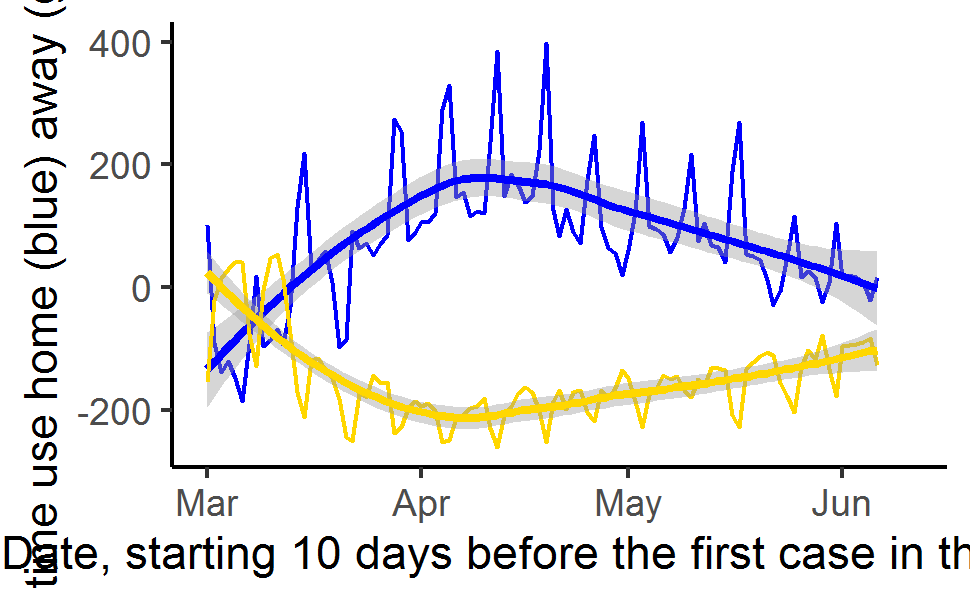 time use home (blue) away (
400
200
0
-200
Mar Apr May Jun
Date, starting 10 days before the first case in th